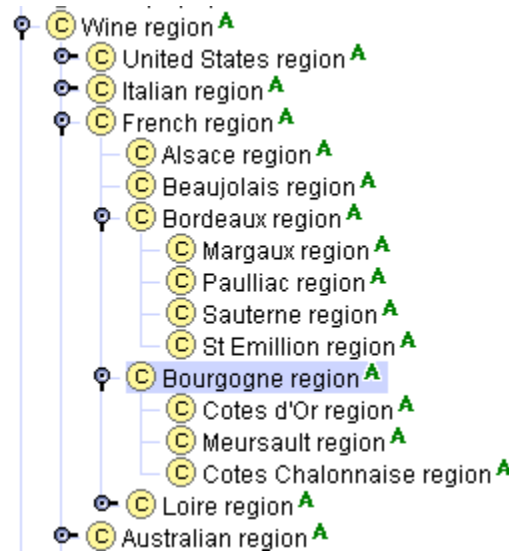 C Wine region A
C United States region A
C Italian region A
C French region A
C Alsace region A
C Beaujolais region A
C Bordeaux region A
C Margaux region A
C Paulliac region A
C Sauterne region A
C St Emillion region A
C Bourgogne region A
C Cotes d'Or region A
C Meursault region A
C Cotes Chalonnaise region A
C Loire region A
C Australian region A